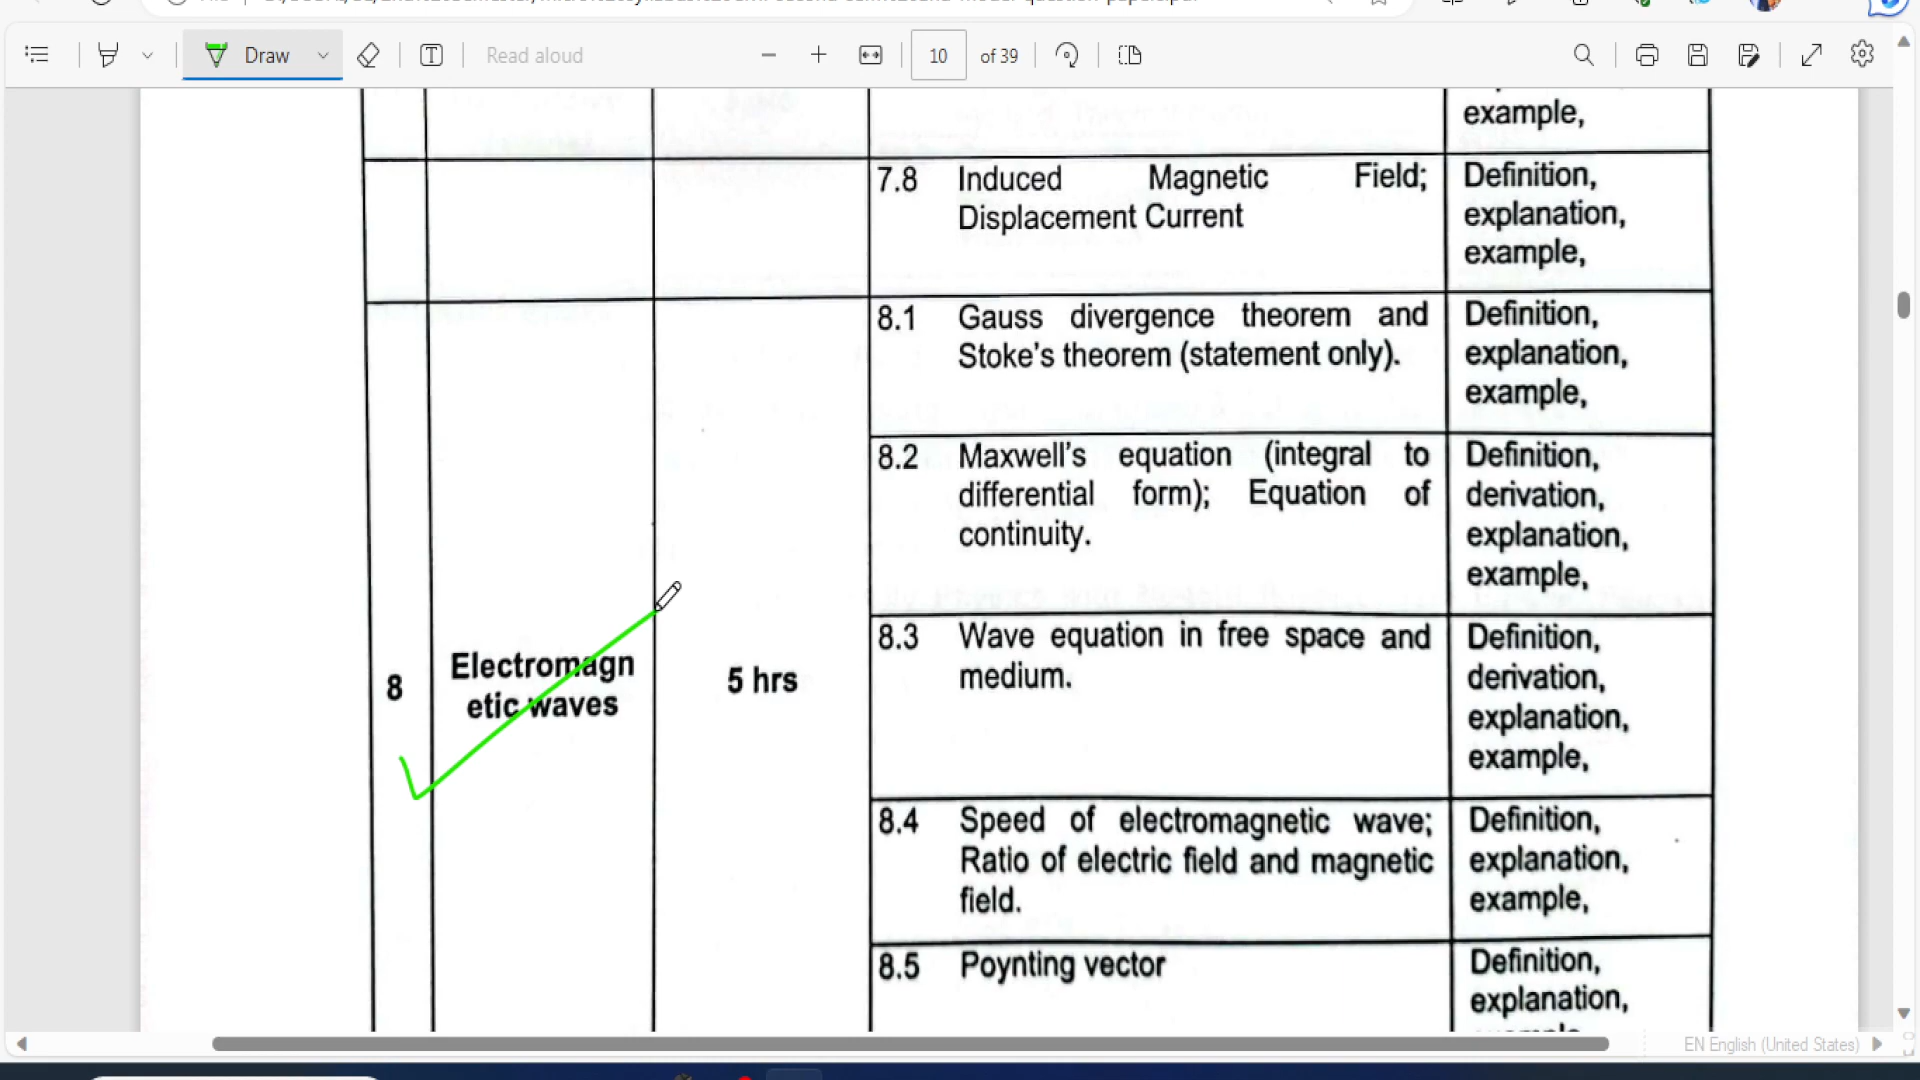 Draw
Read aloud
10 of 39
example,
7.8 Induced Magnetic Field; Definition,
Displacement Current explanation,
example,
8.1 Gauss divergence theorem and Definition,
Stoke's theorem (statement only). explanation,
example,
8.2 Maxwell's equation (integral to Definition,
differential form); Equation of derivation,
continuity. explanation,
example,
8.3 Wave equation in free space and Definition,
medium. derivation,
explanation,
example,
8 Electromagn 5 hrs
etic waves
8.4 Speed of electromagnetic wave; Definition,
Ratio of electric field and magnetic explanation,
field. example,
8.5 Poynting vector Definition,
explanation,
EN English (United States)